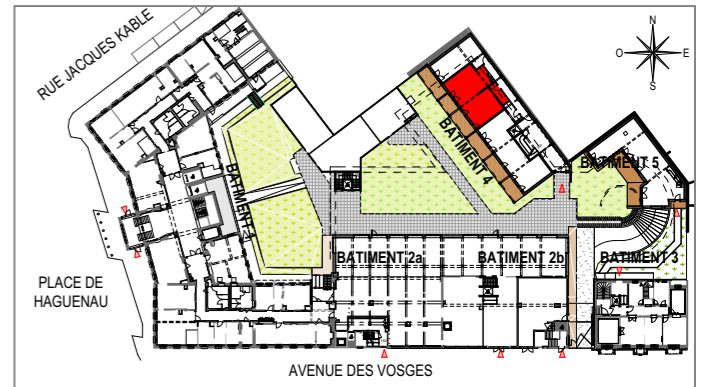 RUE JACQUES KABLE
N
O
E
S
BATIMENT 1
BATIMENT 4
BATIMENT 5
BATIMENT 2a
BATIMENT 2b
BATIMENT 3
PLACE DE
HAGUENAU
AVENUE DES VOSGES